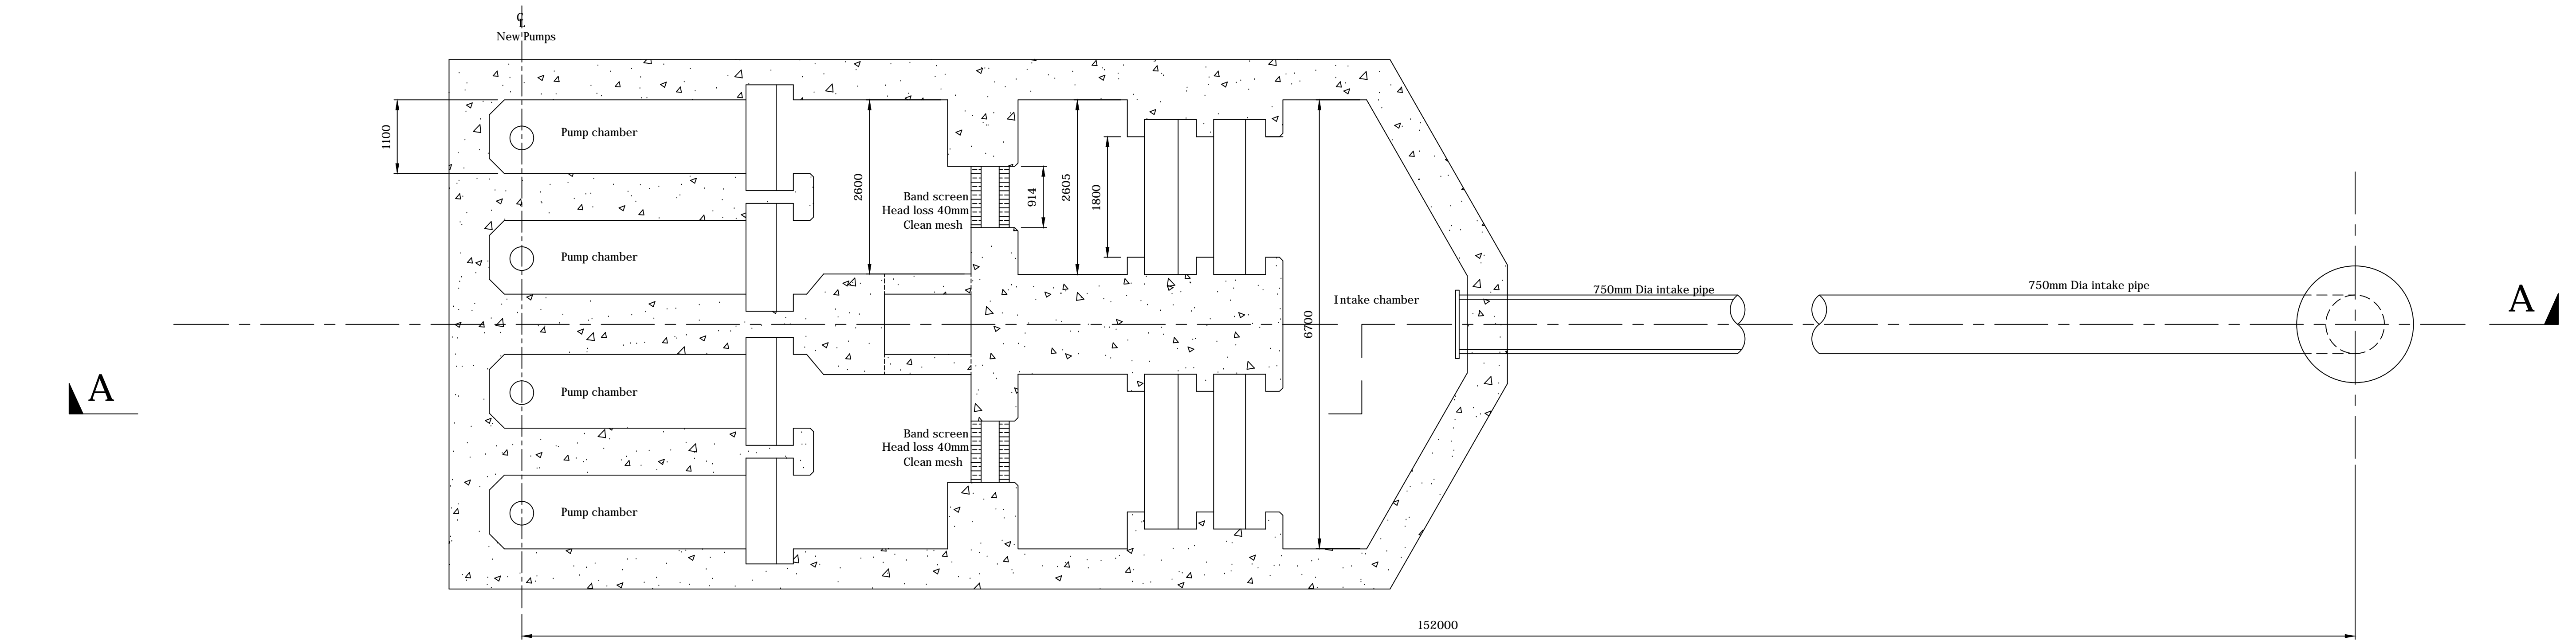 ℄
New Pumps
1100
Pump chamber
2600
Band screen
Head loss 40mm
Clean mesh
914
2605
1800
Pump chamber
Intake chamber
6700
750mm Dia intake pipe
750mm Dia intake pipe
A
A
Pump chamber
Band screen
Head loss 40mm
Clean mesh
Pump chamber
152000